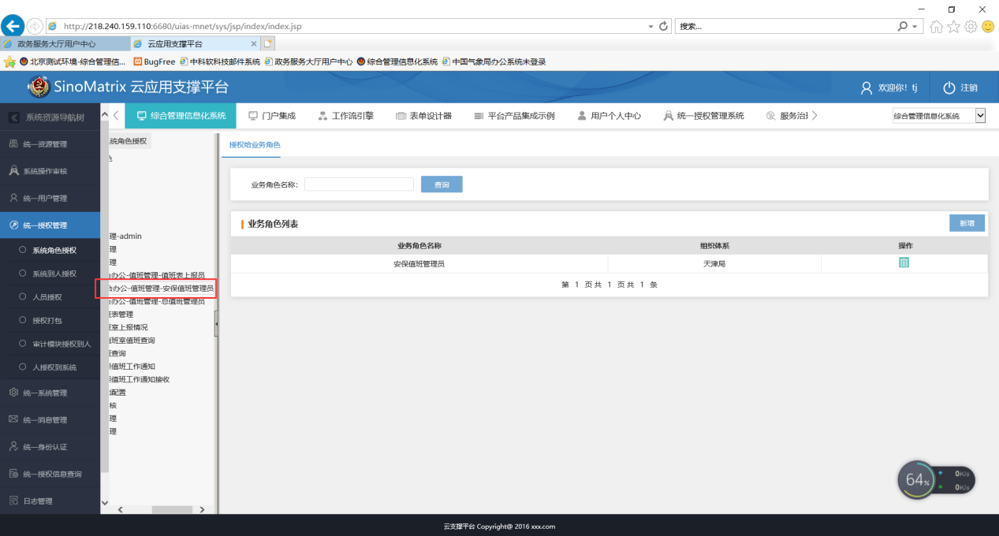 http://218.240.159.110:6680/uias-mnet/sys/jsp/index/index.jsp
搜索...
政务服务大厅用户中心
云应用支撑平台
北京测试环境-综合管理信... BugFree 中科软科技邮件系统 政务服务大厅用户中心 综合管理信息化系统 中国气象局办公系统未登录
SinoMatrix 云应用支撑平台
欢迎你！tj
注销
系统资源导航树
综合管理信息化系统 门户集成 工作流引擎 表单设计器 平台产品集成示例 用户个人中心 统一授权管理系统 服务治
综合管理信息化系统
统一资源管理
系统操作审核
统一用户管理
统一授权管理
系统角色授权
系统到人授权
人员授权
授权打包
审计模块授权到人
人授权到系统
统一系统管理
统一消息管理
统一身份认证
统一授权信息查询
日志管理
系统角色授权
理-admin
理
理
办公-值班管理-值班表上报员
办公-值班管理-安保值班管理员
办公-值班管理-总值班管理员
表管理
室上报情况
班室值班查询
查询
值班工作通知
值班工作通知接收
配置
核
理
理
授权给业务角色
业务角色名称：
查询
业务角色列表
新增
业务角色名称 组织体系 操作
安保值班管理员 天津局
第 1 页共 1 页共 1 条
64%
0K/s
0K/s
云支撑平台 Copyright@ 2016 xxx.com